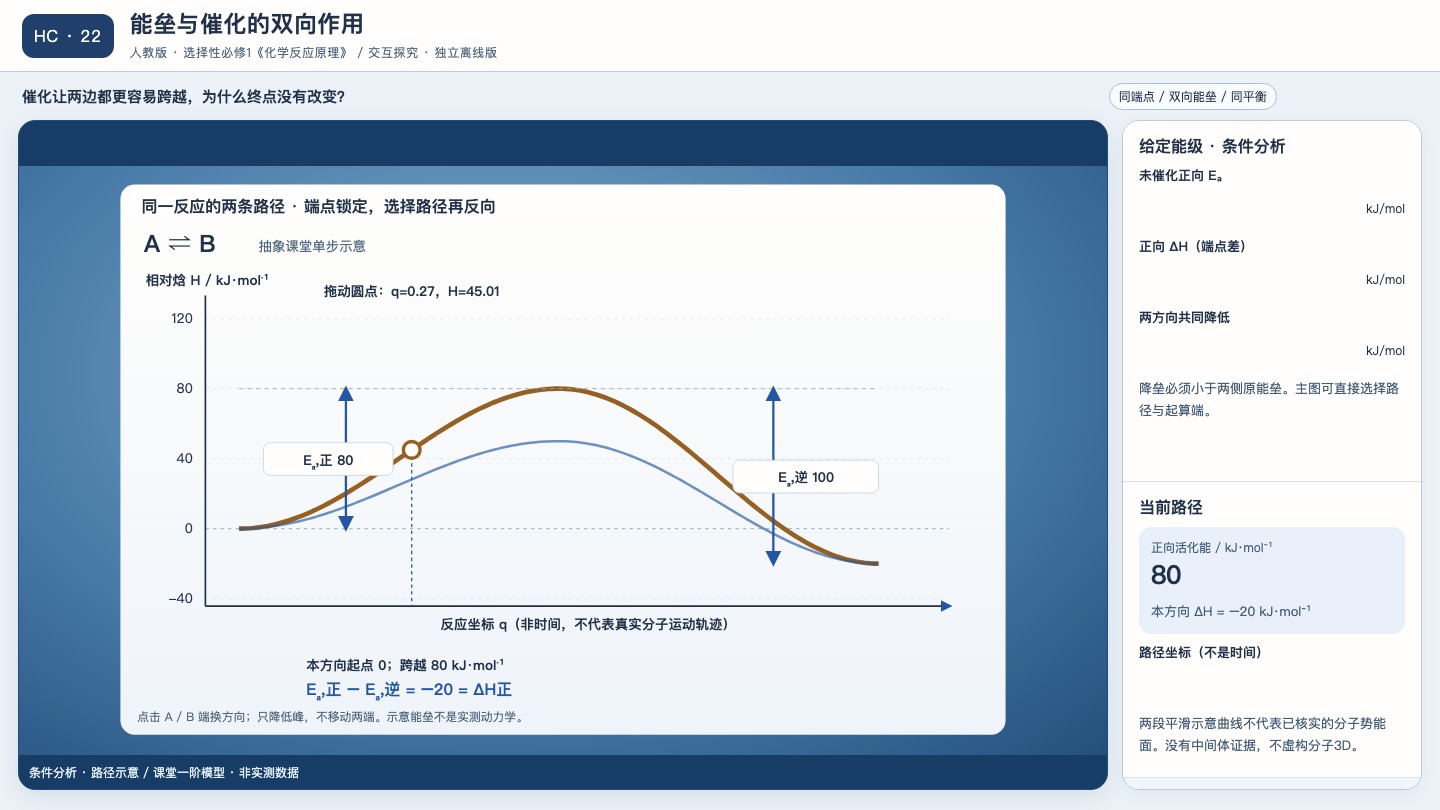 HC · 22
能垒与催化的双向作用
人教版 · 选择性必修1《化学反应原理》 / 交互探究 · 独立离线版
催化让两边都更容易跨越，为什么终点没有改变？
同端点 / 双向能垒 / 同平衡
同一反应的两条路径 · 端点锁定，选择路径再反向
A ⇌ B
抽象课堂单步示意
相对焓 H / kJ·mol⁻¹
拖动圆点：q=0.27，H=45.01
120
80
40
0
−40
Eₐ,正 80
Eₐ,逆 100
反应坐标 q（非时间，不代表真实分子运动轨迹）
本方向起点 0；跨越 80 kJ·mol⁻¹
Eₐ,正 − Eₐ,逆 = −20 = ΔH正
点击 A / B 端换方向；只降低峰，不移动两端。示意能垒不是实测动力学。
条件分析 · 路径示意 / 课堂一阶模型 · 非实测数据
给定能级 · 条件分析
未催化正向 Eₐ
kJ/mol
正向 ΔH（端点差）
kJ/mol
两方向共同降低
kJ/mol
降垒必须小于两侧原能垒。主图可直接选择路
径与起算端。
当前路径
正向活化能 / kJ·mol⁻¹
80
本方向 ΔH = −20 kJ·mol⁻¹
路径坐标（不是时间）
两段平滑示意曲线不代表已核实的分子势能
面。没有中间体证据，不虚构分子3D。